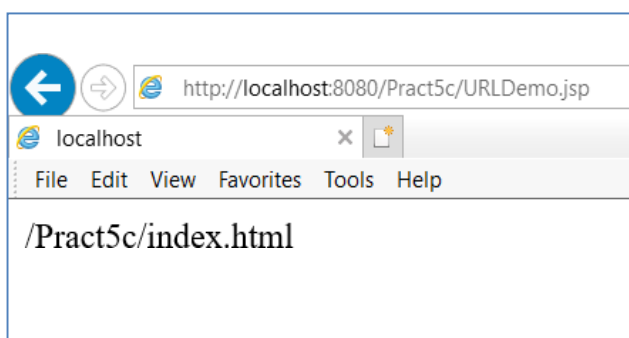 http://localhost:8080/Pract5c/URLDemo.jsp
localhost
File Edit View Favorites Tools Help
/Pract5c/index.html